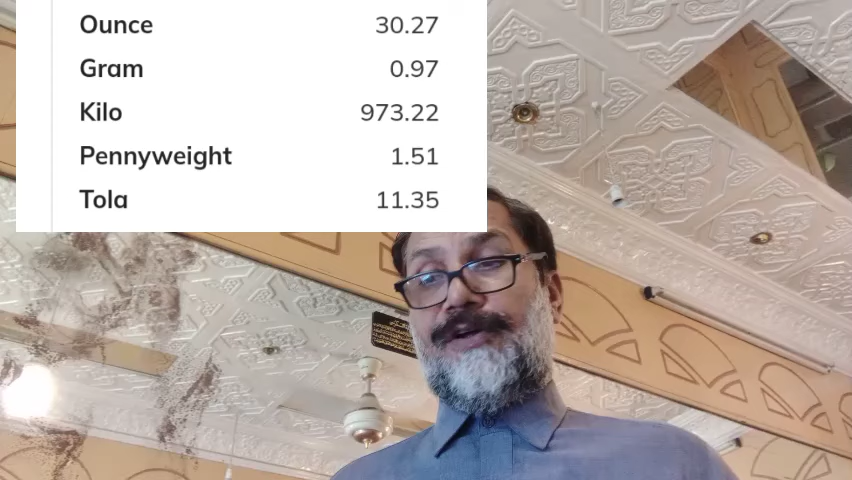 Ounce 30.27
Gram 0.97
Kilo 973.22
Pennyweight 1.51
Tola 11.35